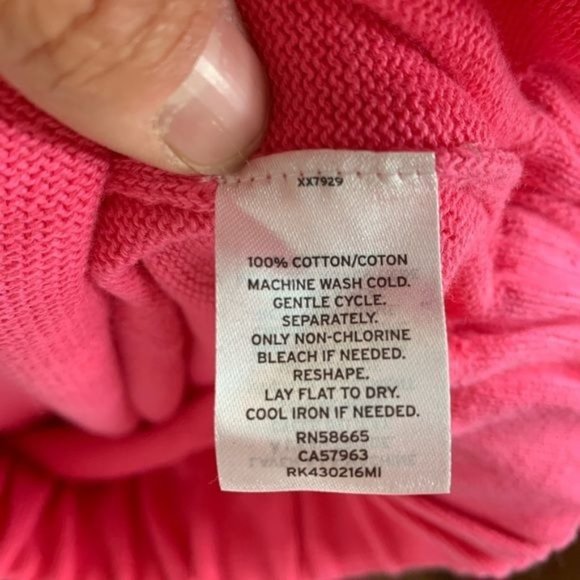 XX7929
100% COTTON/COTON
MACHINE WASH COLD.
GENTLE CYCLE.
SEPARATELY.
ONLY NON-CHLORINE
BLEACH IF NEEDED.
RESHAPE.
LAY FLAT TO DRY.
COOL IRON IF NEEDED.
RN58665
CA57963
RK430216MI